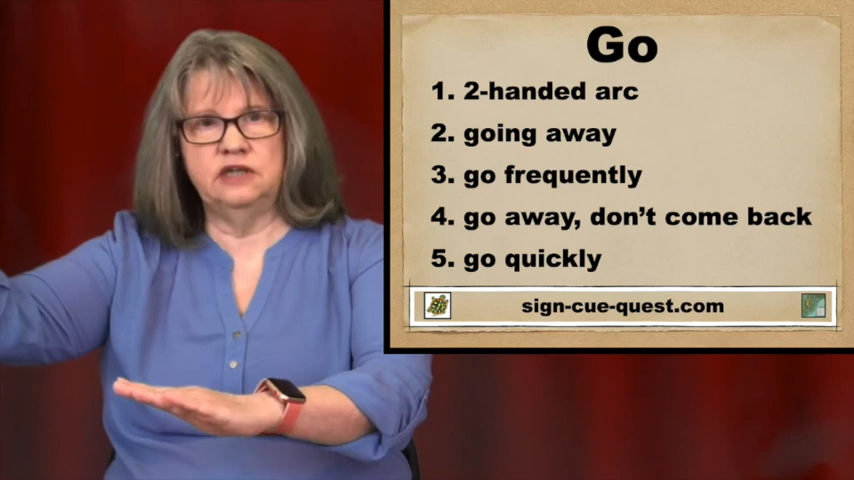 Go
1. 2-handed arc
2. going away
3. go frequently
4. go away, don't come back
5. go quickly
sign-cue-quest.com